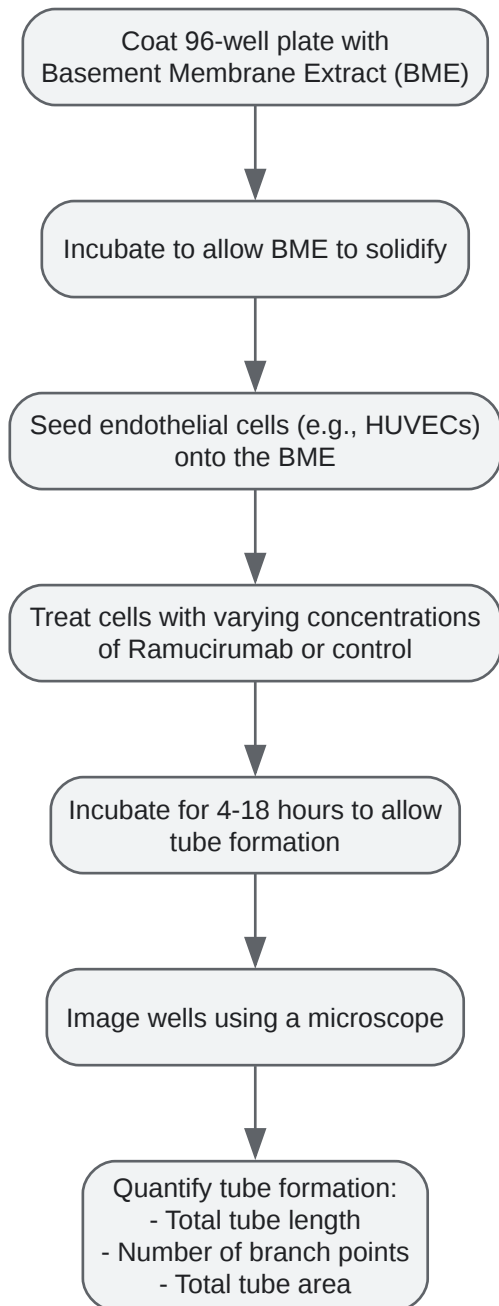 Coat 96-well plate with
Basement Membrane Extract (BME)
Incubate to allow BME to solidify
Seed endothelial cells (e.g., HUVECs)
onto the BME
Treat cells with varying concentrations
of Ramucirumab or control
Incubate for 4-18 hours to allow
tube formation
Image wells using a microscope
Quantify tube formation:
- Total tube length
- Number of branch points
- Total tube area